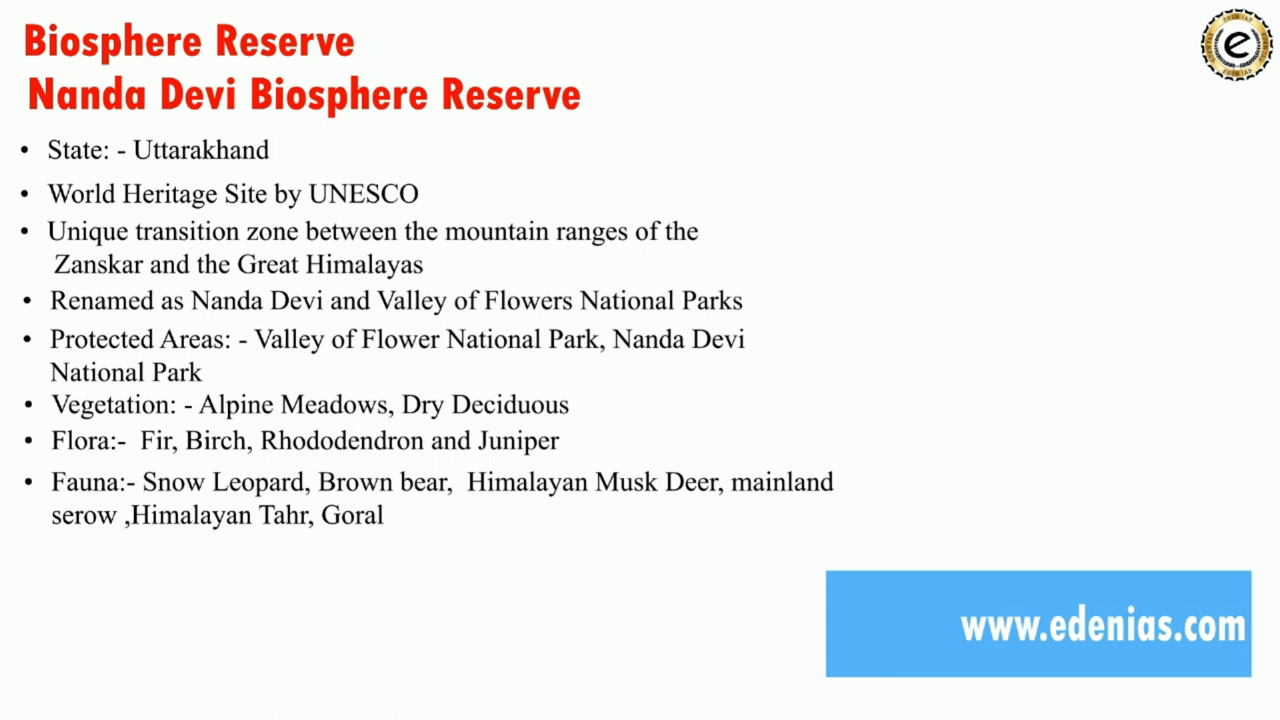 Biosphere Reserve
Nanda Devi Biosphere Reserve
• State: - Uttarakhand
• World Heritage Site by UNESCO
• Unique transition zone between the mountain ranges of the
Zanskar and the Great Himalayas
• Renamed as Nanda Devi and Valley of Flowers National Parks
• Protected Areas: - Valley of Flower National Park, Nanda Devi
National Park
• Vegetation: - Alpine Meadows, Dry Deciduous
• Flora:- Fir, Birch, Rhododendron and Juniper
• Fauna:- Snow Leopard, Brown bear, Himalayan Musk Deer, mainland
serow ,Himalayan Tahr, Goral
www.edenias.com